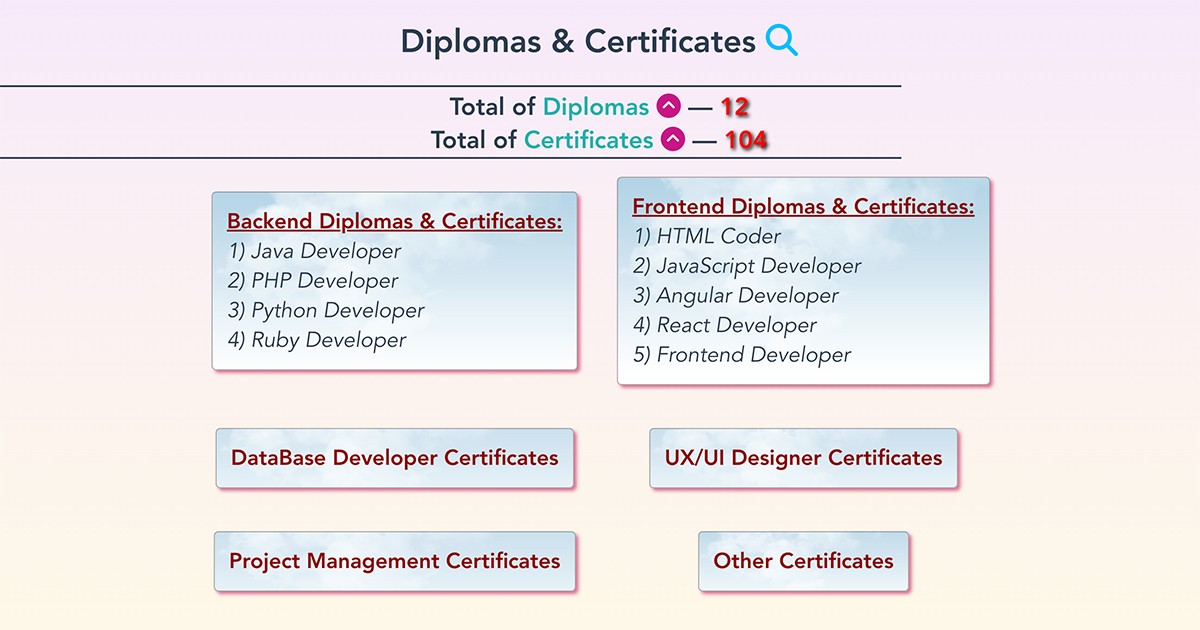 Diplomas & Certificates
Total of Diplomas — 12
Total of Certificates — 104
Backend Diplomas & Certificates:
1) Java Developer
2) PHP Developer
3) Python Developer
4) Ruby Developer
Frontend Diplomas & Certificates:
1) HTML Coder
2) JavaScript Developer
3) Angular Developer
4) React Developer
5) Frontend Developer
DataBase Developer Certificates
UX/UI Designer Certificates
Project Management Certificates
Other Certificates